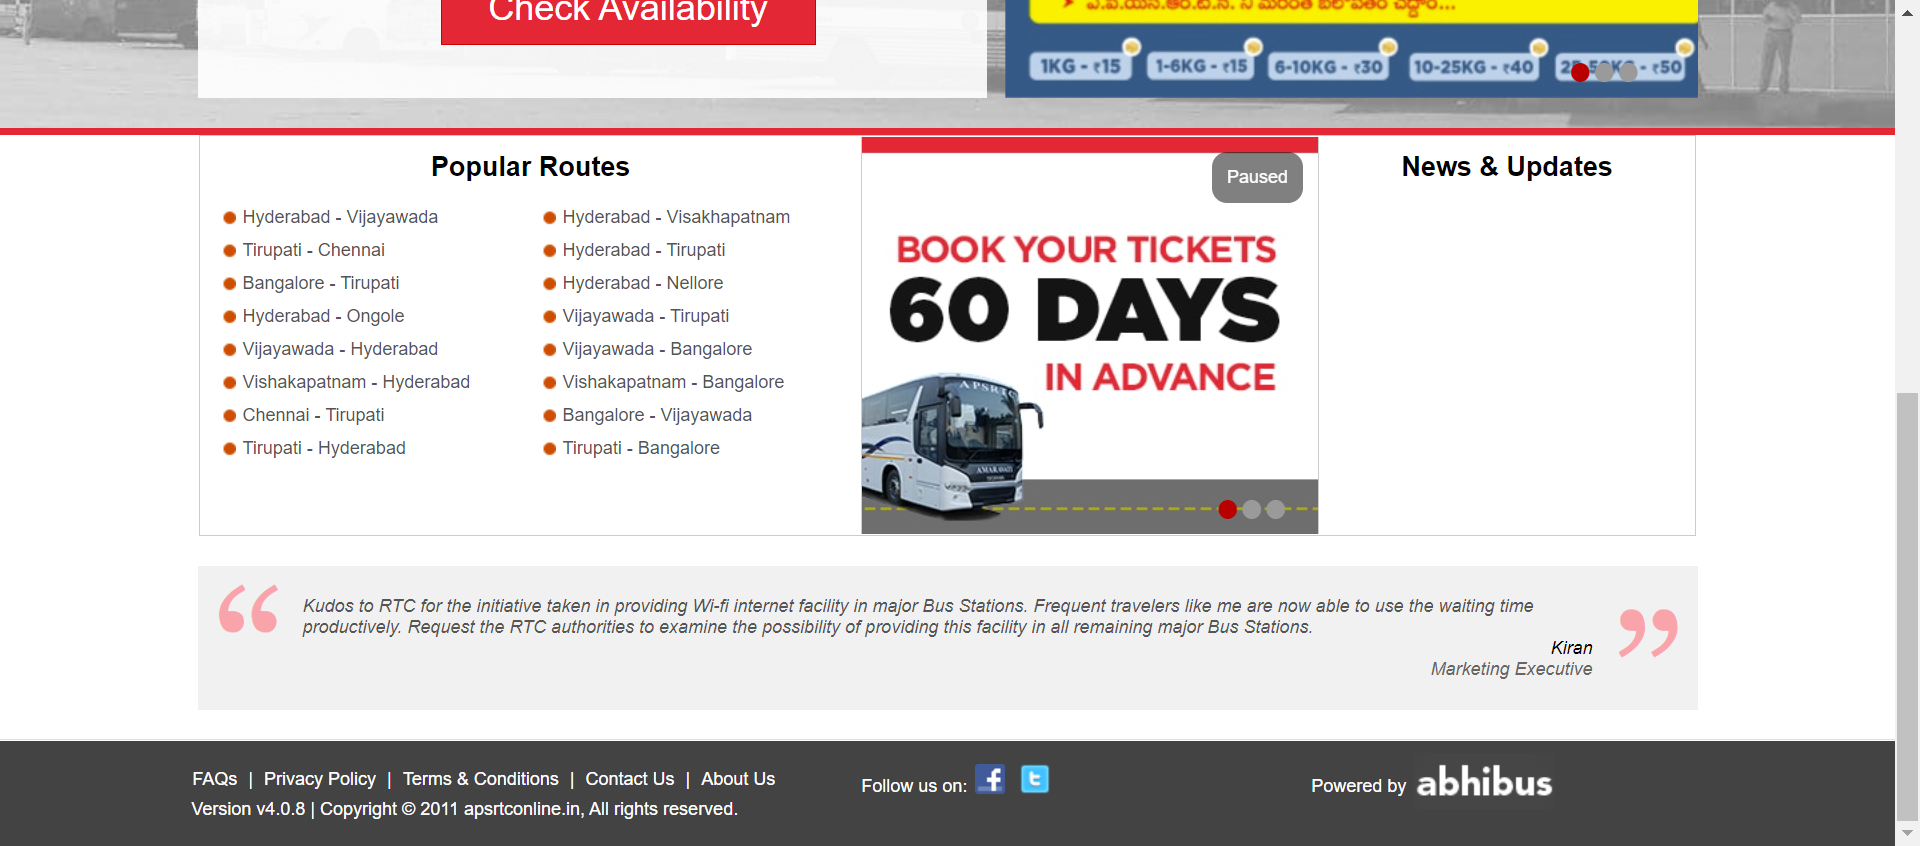 Check Availability
➤ ఏ.పి.యస్.ఆర్.టి.సి. ని మరింత బలోపేతం చేద్దాం...
1KG - ₹15
1-6KG - ₹15
6-10KG - ₹30
10-25KG - ₹40
25-50KG - ₹50
Popular Routes
Hyderabad - Vijayawada
Hyderabad - Visakhapatnam
Tirupati - Chennai
Hyderabad - Tirupati
Bangalore - Tirupati
Hyderabad - Nellore
Hyderabad - Ongole
Vijayawada - Tirupati
Vijayawada - Hyderabad
Vijayawada - Bangalore
Vishakapatnam - Hyderabad
Vishakapatnam - Bangalore
Chennai - Tirupati
Bangalore - Vijayawada
Tirupati - Hyderabad
Tirupati - Bangalore
Paused
BOOK YOUR TICKETS
60 DAYS
IN ADVANCE
APSRTC
AMARAVATI
News & Updates
Kudos to RTC for the initiative taken in providing Wi-fi internet facility in major Bus Stations. Frequent travelers like me are now able to use the waiting time
productively. Request the RTC authorities to examine the possibility of providing this facility in all remaining major Bus Stations.
Kiran
Marketing Executive
FAQs | Privacy Policy | Terms & Conditions | Contact Us | About Us
Version v4.0.8 | Copyright © 2011 apsrtconline.in, All rights reserved.
Follow us on:
Powered by abhibus